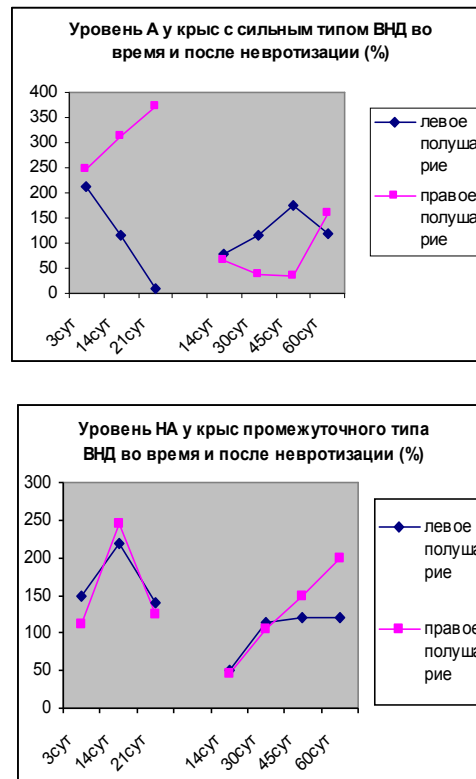 Уровень А у крыс с сильным типом ВНД во
время и после невротизации (%)
400
350
300
250
200
150
100
50
0
3сут
14сут
21сут
14сут
30сут
45сут
60сут
левое
полуша
рие
правое
полуша
рие
Уровень НА у крыс промежуточного типа
ВНД во время и после невротизации (%)
300
250
200
150
100
50
0
3сут
14сут
21сут
14сут
30сут
45сут
60сут
левое
полуша
рие
правое
полуша
рие